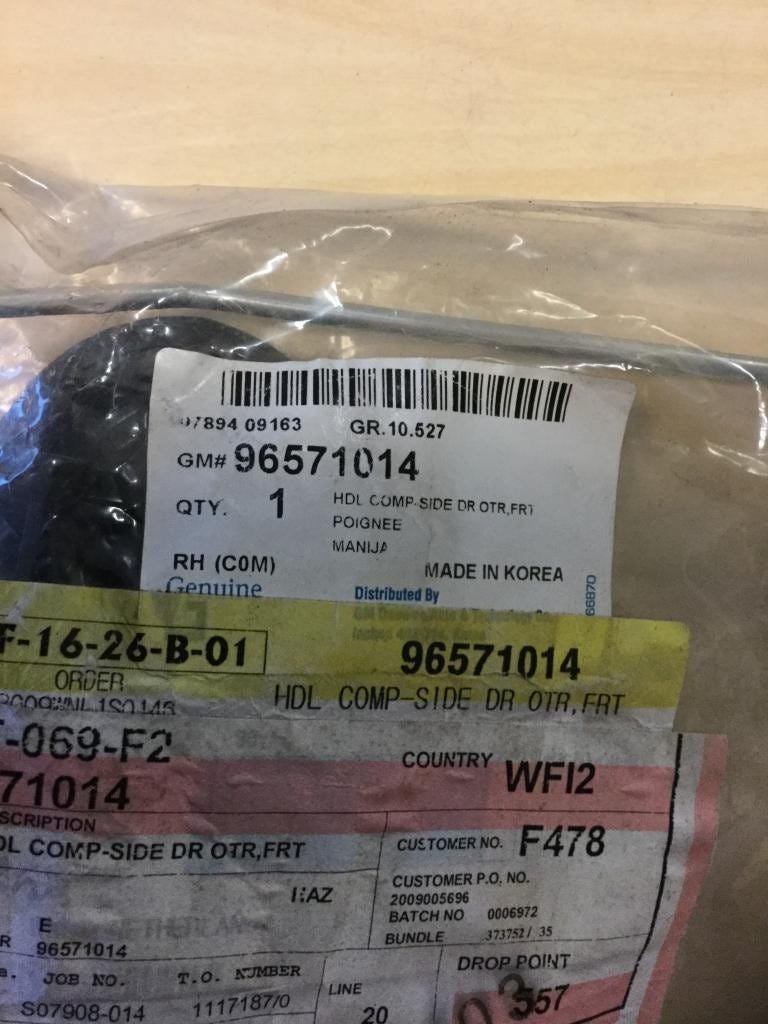 97894 09163 GR.10.527
GM# 96571014
QTY. 1 HDL COMP-SIDE DR OTR,FRT
POIGNEE
MANIJA
RH (COM) MADE IN KOREA
Genuine Distributed By
66870
F-16-26-B-01 96571014
ORDER HDL COMP-SIDE DR OTR,FRT
-069-F2
COUNTRY WFI2
71014
SCRIPTION
DL COMP-SIDE DR OTR,FRT
CUSTOMER NO. F478
CUSTOMER P.O. NO.
2009005696
HAZ
BATCH NO 0006972
E
BUNDLE 373752/ 35
R 96571014
DROP POINT
JOB NO. T.O. NUMBER
LINE 557
S07908-014 1117187/0
20